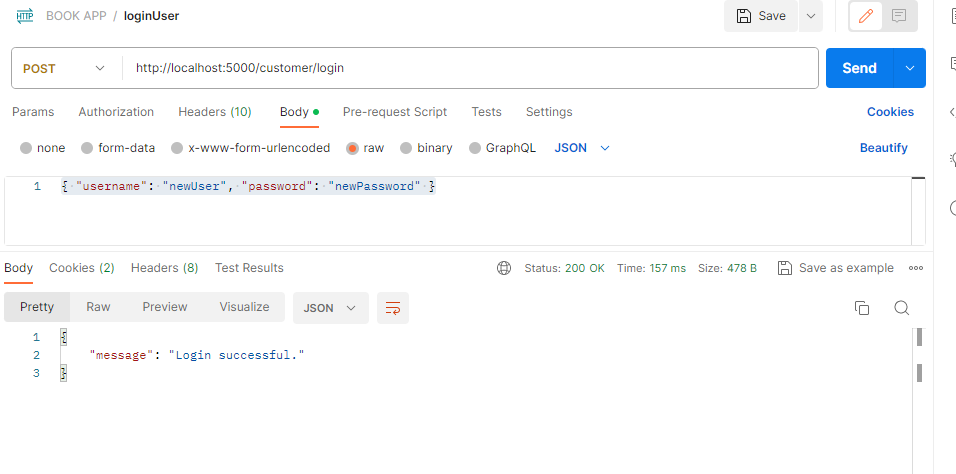 HTTP BOOK APP / loginUser Save
POST http://localhost:5000/customer/login Send
Params Authorization Headers (10) Body Pre-request Script Tests Settings Cookies
none form-data x-www-form-urlencoded raw binary GraphQL JSON Beautify
1 { "username": "newUser", "password": "newPassword" }
Body Cookies (2) Headers (8) Test Results Status: 200 OK Time: 157 ms Size: 478 B Save as example
Pretty Raw Preview Visualize JSON
1 {
2 "message": "Login successful."
3 }